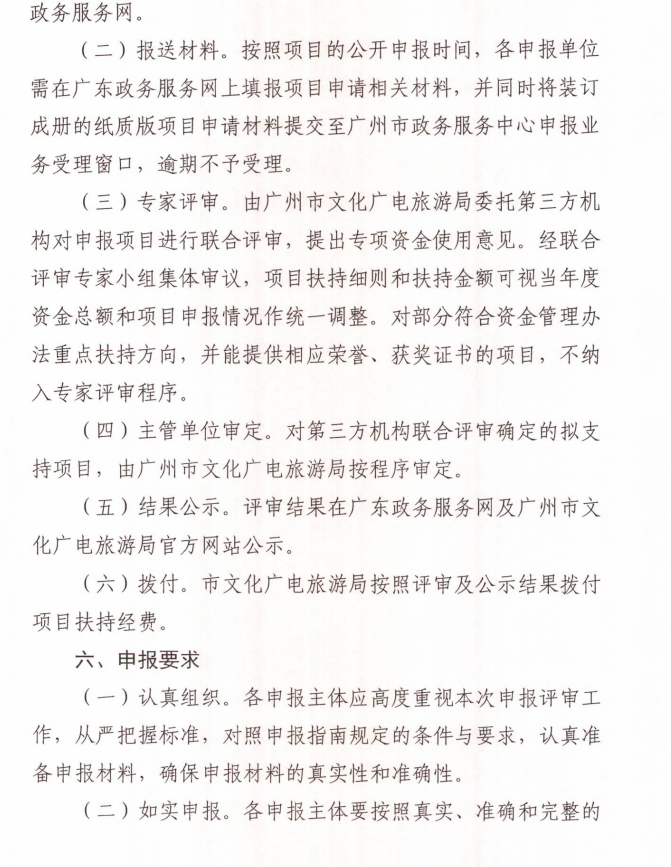 政务服务网。
（二）报送材料。按照项目的公开申报时间，各申报单位
需在广东政务服务网上填报项目申请相关材料，并同时将装订
成册的纸质版项目申请材料提交至广州市政务服务中心申报业
务受理窗口，逾期不予受理。
（三）专家评审。由广州市文化广电旅游局委托第三方机
构对申报项目进行联合评审，提出专项资金使用意见。经联合
评审专家小组集体审议，项目扶持细则和扶持金额可视当年度
资金总额和项目申报情况作统一调整。对部分符合资金管理办
法重点扶持方向，并能提供相应荣誉、获奖证书的项目，不纳
入专家评审程序。
（四）主管单位审定。对第三方机构联合评审确定的拟支
持项目，由广州市文化广电旅游局按程序审定。
（五）结果公示。评审结果在广东政务服务网及广州市文
化广电旅游局官方网站公示。
（六）拨付。市文化广电旅游局按照评审及公示结果拨付
项目扶持经费。
六、申报要求
（一）认真组织。各申报主体应高度重视本次申报评审工
作，从严把握标准，对照申报指南规定的条件与要求，认真准
备申报材料，确保申报材料的真实性和准确性。
（二）如实申报。各申报主体要按照真实、准确和完整的